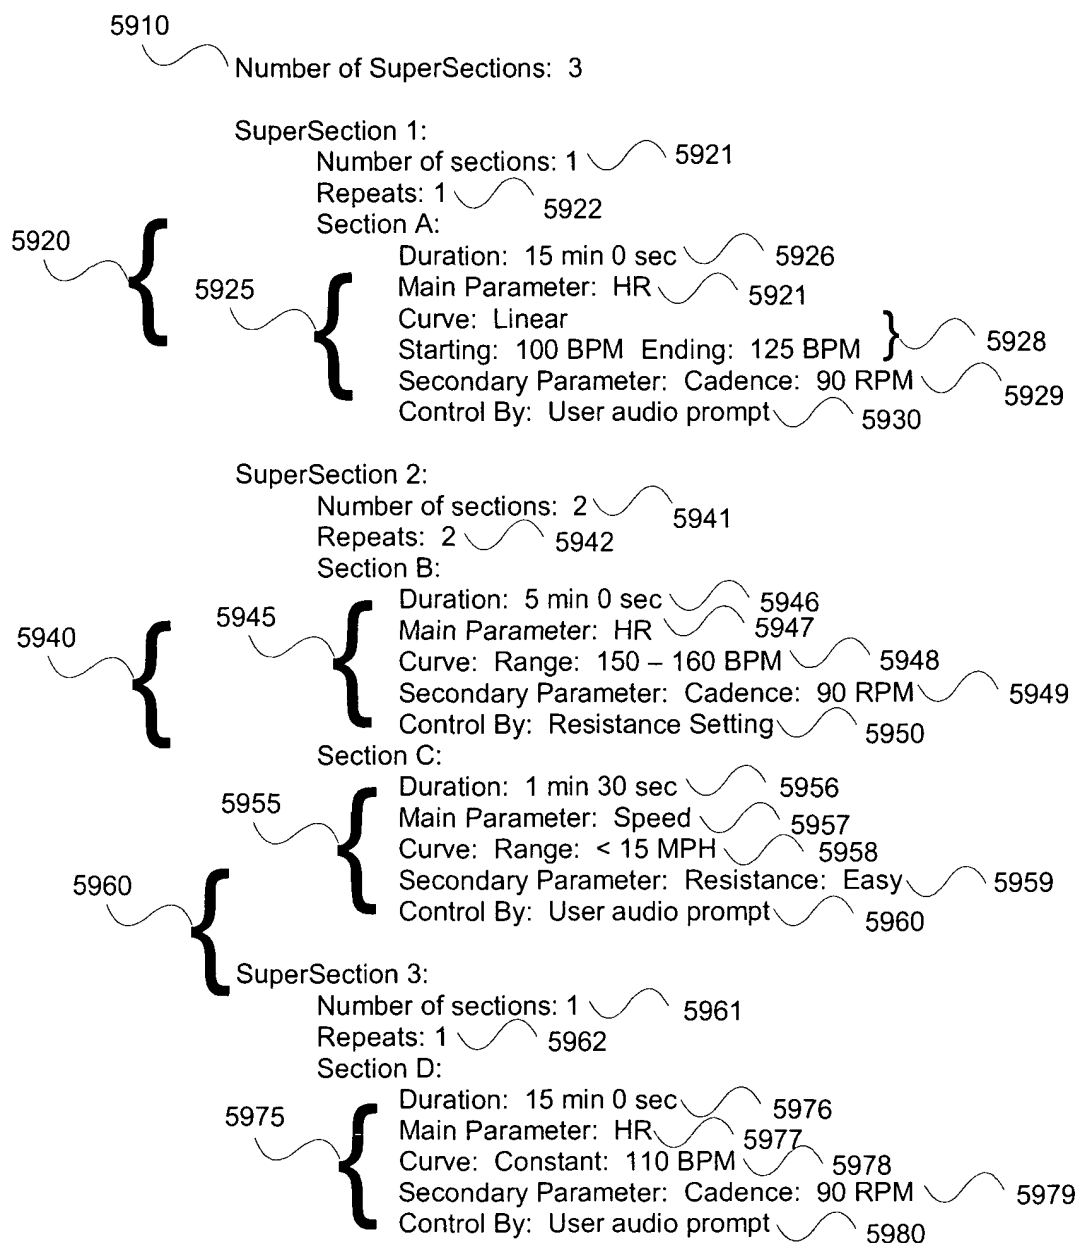 5910
Number of SuperSections: 3
SuperSection 1:
Number of sections: 1 5921
Repeats: 1 5922
Section A:
5920
Duration: 15 min 0 sec 5926
5925 Main Parameter: HR 5921
Curve: Linear
Starting: 100 BPM Ending: 125 BPM 5928
Secondary Parameter: Cadence: 90 RPM 5929
Control By: User audio prompt 5930
SuperSection 2:
Number of sections: 2 5941
Repeats: 2 5942
Section B:
Duration: 5 min 0 sec 5946
5940 5945 Main Parameter: HR 5947
Curve: Range: 150 – 160 BPM 5948
Secondary Parameter: Cadence: 90 RPM 5949
Control By: Resistance Setting 5950
Section C:
Duration: 1 min 30 sec 5956
5955 Main Parameter: Speed 5957
Curve: Range: < 15 MPH 5958
5960 Secondary Parameter: Resistance: Easy 5959
Control By: User audio prompt 5960
SuperSection 3:
Number of sections: 1 5961
Repeats: 1 5962
Section D:
Duration: 15 min 0 sec 5976
5975 Main Parameter: HR 5977
Curve: Constant: 110 BPM 5978
Secondary Parameter: Cadence: 90 RPM 5979
Control By: User audio prompt 5980